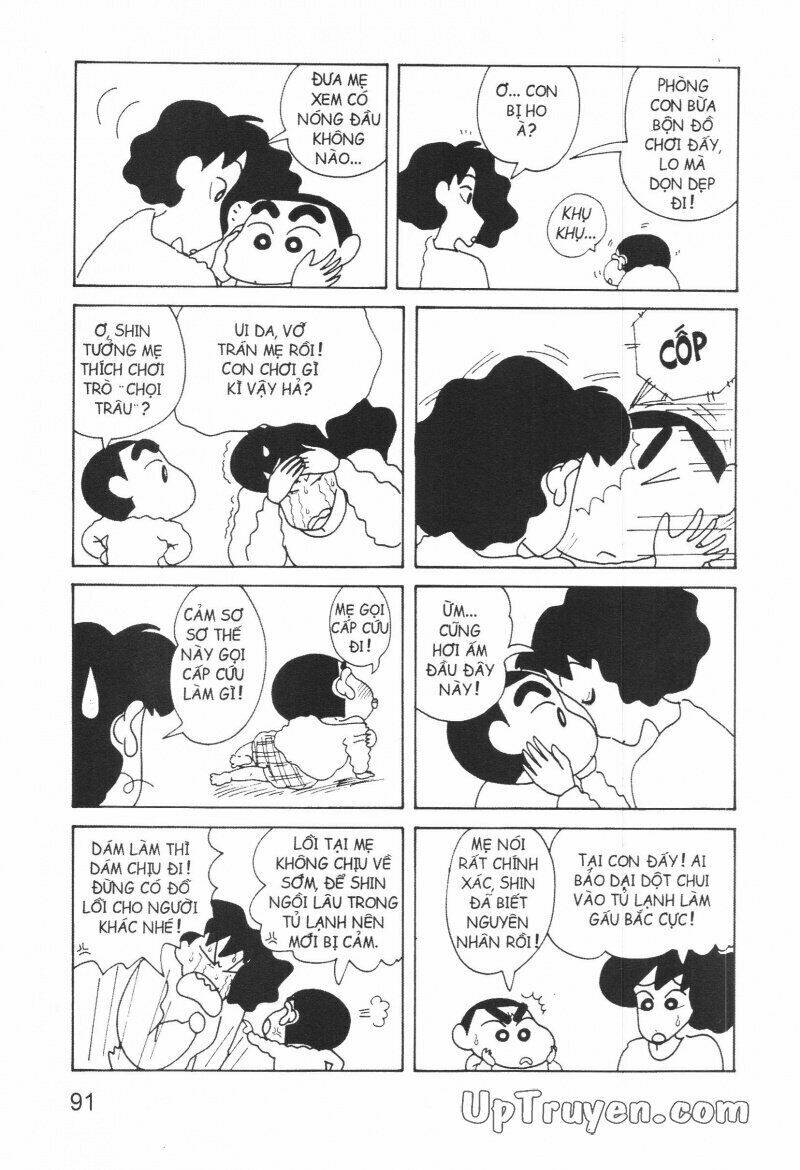 PHÒNG
CON BỪA
BỘN ĐỒ
CHƠI ĐẤY,
LO MÀ
DỌN DẸP
ĐI!
KHỤ
KHỤ...
Ơ... CON
BỊ HO
À?
ĐƯA MẸ
XEM CÓ
NÓNG ĐẦU
KHÔNG
NÀO...
CỐP
UI DA, VỠ
TRÁN MẸ RỒI!
CON CHƠI GÌ
KÌ VẬY HẢ?
Ơ, SHIN
TƯỞNG MẸ
THÍCH CHƠI
TRÒ "CHỌI
TRÂU"?
ỪM...
CŨNG
HƠI ẤM
ĐẦU ĐÂY
NÀY!
MẸ GỌI
CẤP CỨU
ĐI!
CẢM SƠ
SƠ THẾ
NÀY GỌI
CẤP CỨU
LÀM GÌ!
TẠI CON ĐẤY! AI
BẢO DẠI DỘT CHUI
VÀO TỦ LẠNH LÀM
GẤU BẮC CỰC!
MẸ NÓI
RẤT CHÍNH
XÁC, SHIN
ĐÃ BIẾT
NGUYÊN
NHÂN RỒI!
LỖI TẠI MẸ
KHÔNG CHỊU VỀ
SỚM, ĐỂ SHIN
NGỒI LÂU TRONG
TỦ LẠNH NÊN
MỚI BỊ CẢM.
DÁM LÀM THÌ
DÁM CHỊU ĐI!
ĐỪNG CÓ ĐỔ
LỖI CHO NGƯỜI
KHÁC NHÉ!
91
UpTruyen.com